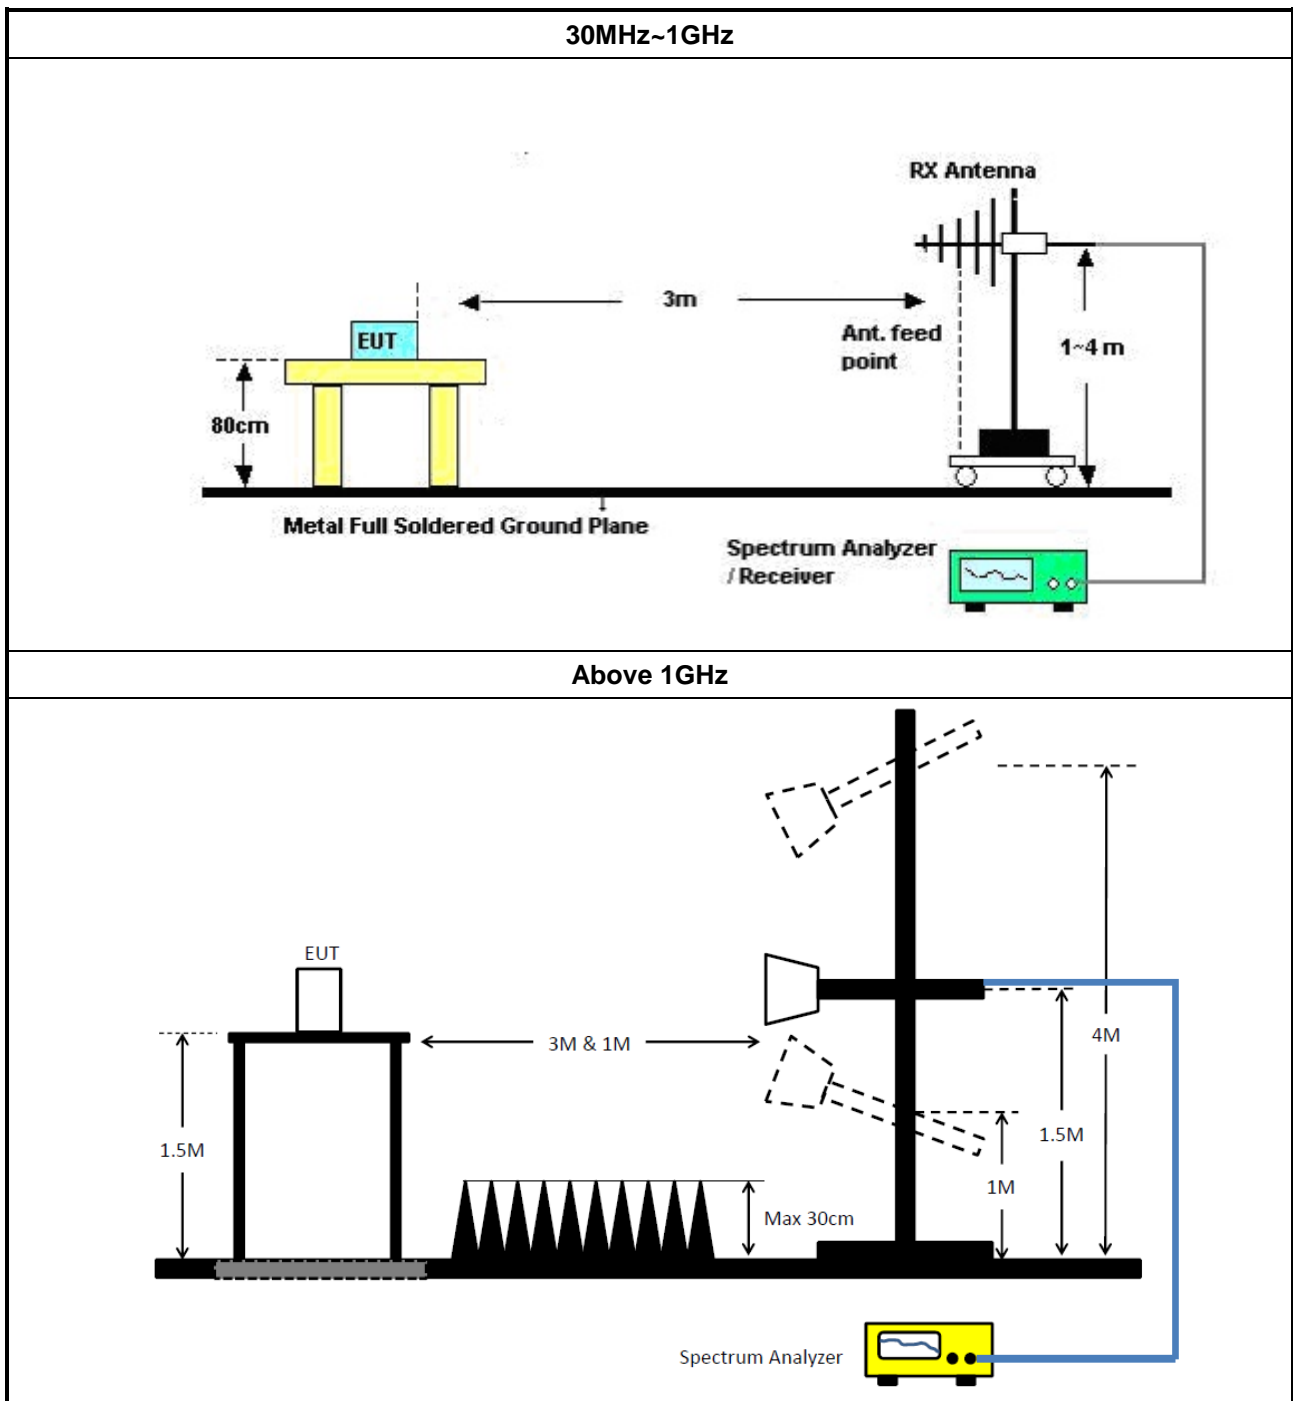 30MHz~1GHz
RX Antenna
3m
EUT
Ant. feed
point
1~4 m
80cm
Metal Full Soldered Ground Plane
Spectrum Analyzer
/ Receiver
Above 1GHz
EUT
3M & 1M
4M
1.5M
1.5M
1M
Max 30cm
Spectrum Analyzer